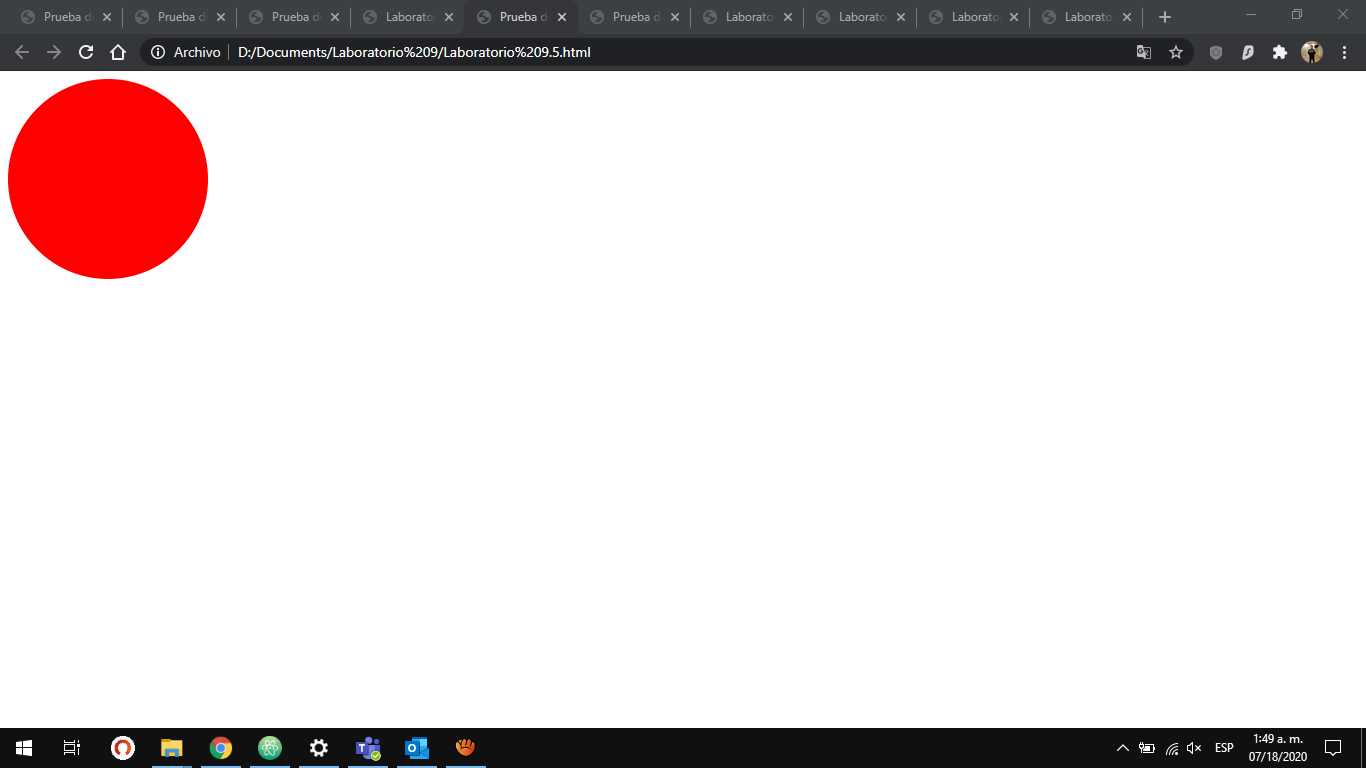 Prueba d
Prueba d
Prueba d
Laborato
Prueba d
Prueba d
Laborato
Laborato
Laborato
Laborato
Archivo
D:/Documents/Laboratorio%209/Laboratorio%209.5.html
ESP
1:49 a. m.
07/18/2020